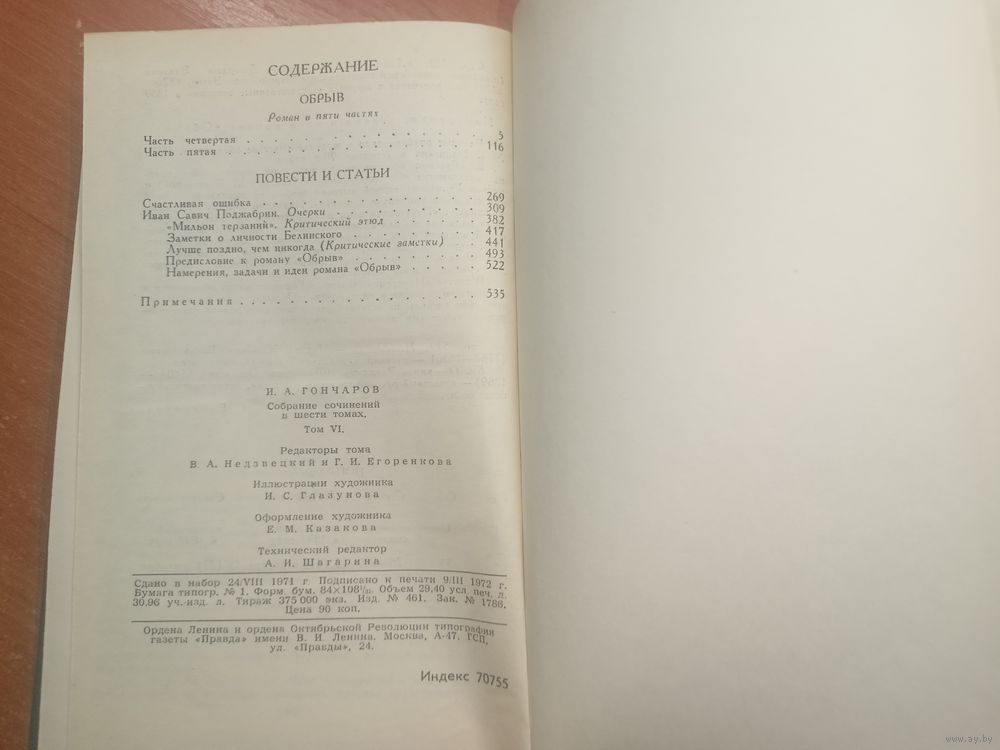 СОДЕРЖАНИЕ
ОБРЫВ
Роман в пяти частях
Часть четвертая . . . . . . . . . . . . . . 5
Часть пятая . . . . . . . . . . . . . . . 116
ПОВЕСТИ И СТАТЬИ
Счастливая ошибка . . . . . . . . . . . . . 269
Иван Савич Поджабрин. Очерки . . . . . . . . 309
«Мильон терзаний». Критический этюд . . . . . . 382
Заметки о личности Белинского . . . . . . . . 417
Лучше поздно, чем никогда (Критические заметки) . 441
Предисловие к роману «Обрыв» . . . . . . . . 493
Намерения, задачи и идеи романа «Обрыв» . . . . 522
Примечания . . . . . . . . . . . . . . . 535
И. А. ГОНЧАРОВ
Собрание сочинений
в шести томах.
Том VI.
Редакторы тома
В. А. Недзвецкий и Г. И. Егоренкова
Иллюстрации художника
И. С. Глазунова
Оформление художника
Е. М. Казакова
Технический редактор
А. И. Шагарина
Сдано в набор 24/VIII 1971 г. Подписано к печати 9/III 1972 г.
Бумага типогр. № 1. Форм. бум. 84×108¹/₃₂. Объем 29,40 усл. печ. л.
30,96 уч.-изд. л. Тираж 375 000 экз. Изд. № 461. Зак. № 1786.
Цена 90 коп.
Ордена Ленина и ордена Октябрьской Революции типография
газеты «Правда» имени В. И. Ленина. Москва, А-47, ГСП,
ул. «Правды», 24.
Индекс 70755
www.ay.by